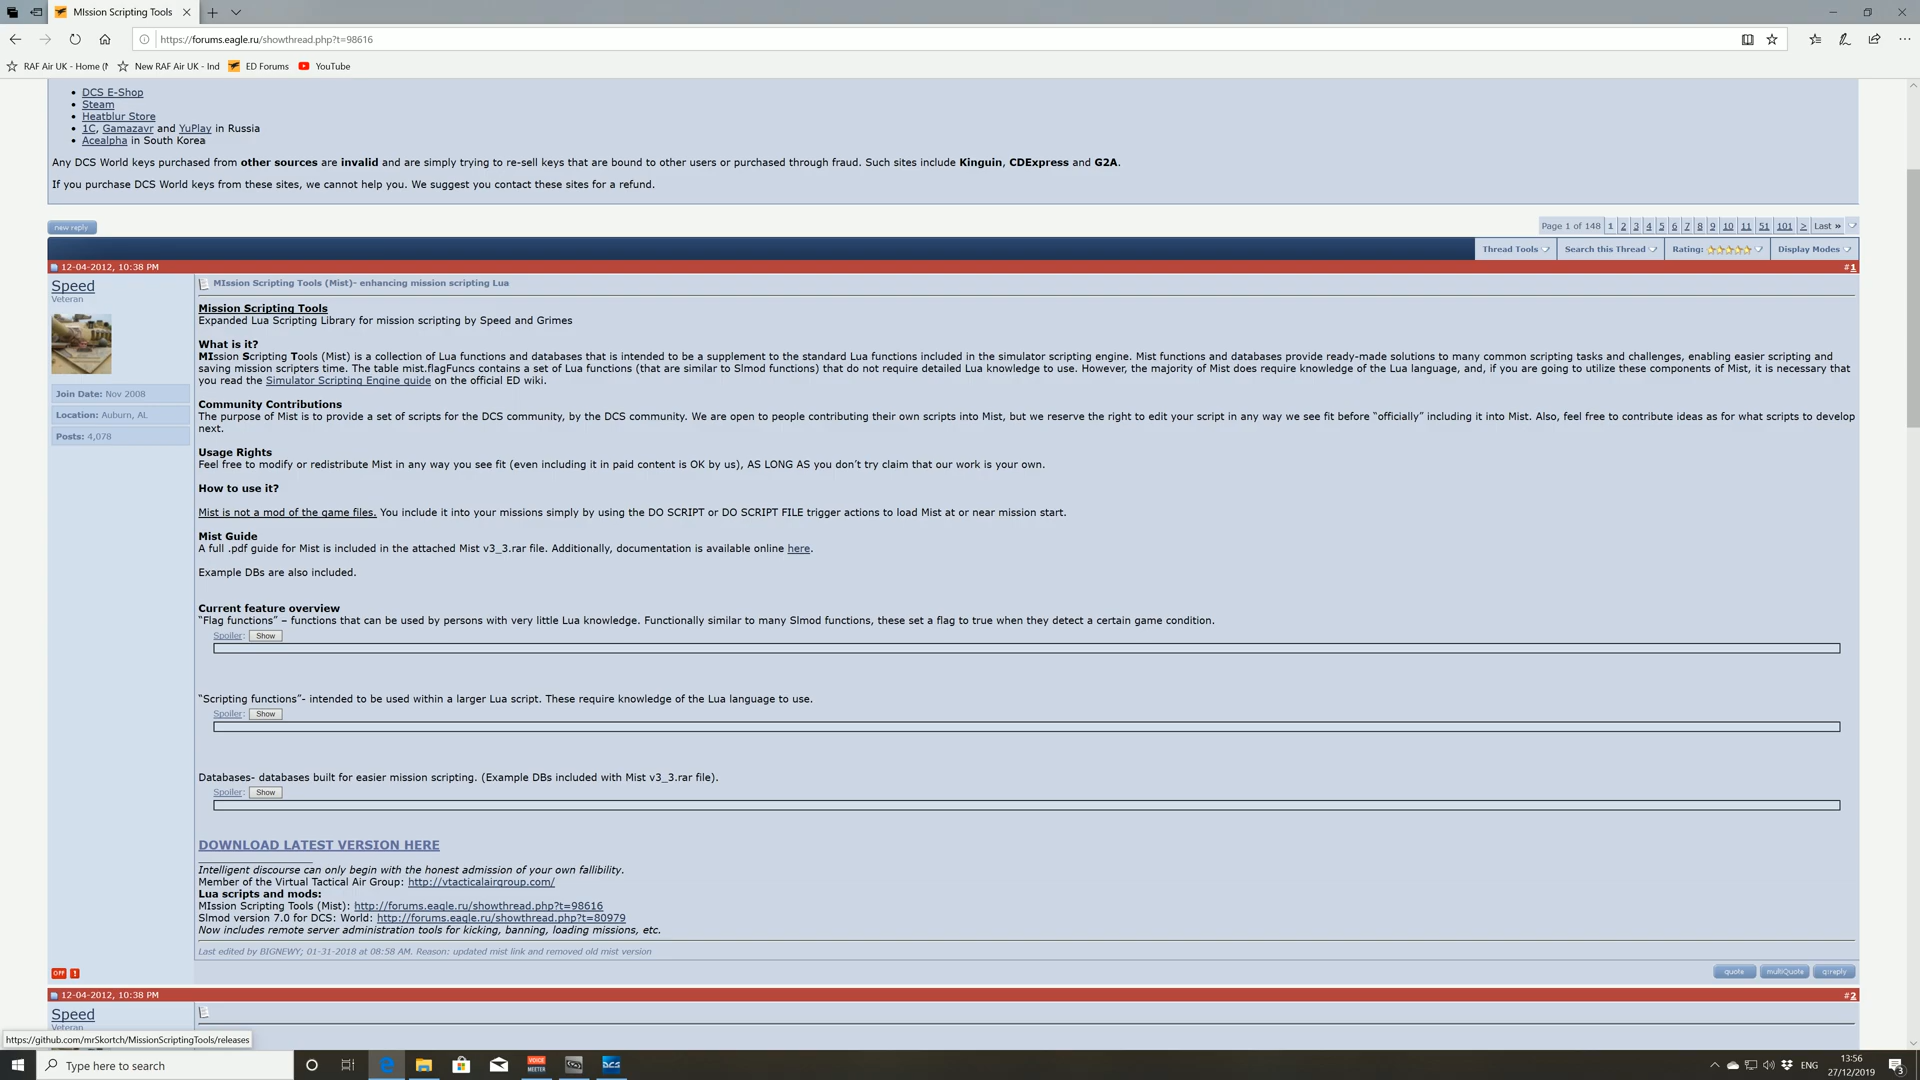 MIssion Scripting Tools
https://forums.eagle.ru/showthread.php?t=98616
RAF Air UK - Home (
New RAF Air UK - Ind
ED Forums
YouTube
DCS E-Shop
Steam
Heatblur Store
1C, Gamazavr and YuPlay in Russia
Acealpha in South Korea
Any DCS World keys purchased from other sources are invalid and are simply trying to re-sell keys that are bound to other users or purchased through fraud. Such sites include Kinguin, CDExpress and G2A.
If you purchase DCS World keys from these sites, we cannot help you. We suggest you contact these sites for a refund.
new reply
Page 1 of 148 1 2 3 4 5 6 7 8 9 10 11 51 101 > Last »
Thread Tools Search this Thread Rating: Display Modes
12-04-2012, 10:38 PM #1
Speed
Veteran
Join Date: Nov 2008
Location: Auburn, AL
Posts: 4,078
MIssion Scripting Tools (Mist)- enhancing mission scripting Lua
Mission Scripting Tools
Expanded Lua Scripting Library for mission scripting by Speed and Grimes
What is it?
MIssion Scripting Tools (Mist) is a collection of Lua functions and databases that is intended to be a supplement to the standard Lua functions included in the simulator scripting engine. Mist functions and databases provide ready-made solutions to many common scripting tasks and challenges, enabling easier scripting and
saving mission scripters time. The table mist.flagFuncs contains a set of Lua functions (that are similar to Slmod functions) that do not require detailed Lua knowledge to use. However, the majority of Mist does require knowledge of the Lua language, and, if you are going to utilize these components of Mist, it is necessary that
you read the Simulator Scripting Engine guide on the official ED wiki.
Community Contributions
The purpose of Mist is to provide a set of scripts for the DCS community, by the DCS community. We are open to people contributing their own scripts into Mist, but we reserve the right to edit your script in any way we see fit before “officially” including it into Mist. Also, feel free to contribute ideas as for what scripts to develop
next.
Usage Rights
Feel free to modify or redistribute Mist in any way you see fit (even including it in paid content is OK by us), AS LONG AS you don’t try claim that our work is your own.
How to use it?
Mist is not a mod of the game files. You include it into your missions simply by using the DO SCRIPT or DO SCRIPT FILE trigger actions to load Mist at or near mission start.
Mist Guide
A full .pdf guide for Mist is included in the attached Mist v3_3.rar file. Additionally, documentation is available online here.
Example DBs are also included.
Current feature overview
“Flag functions” – functions that can be used by persons with very little Lua knowledge. Functionally similar to many Slmod functions, these set a flag to true when they detect a certain game condition.
Spoiler: Show
“Scripting functions”- intended to be used within a larger Lua script. These require knowledge of the Lua language to use.
Spoiler: Show
Databases- databases built for easier mission scripting. (Example DBs included with Mist v3_3.rar file).
Spoiler: Show
DOWNLOAD LATEST VERSION HERE
Intelligent discourse can only begin with the honest admission of your own fallibility.
Member of the Virtual Tactical Air Group: http://vtacticalairgroup.com/
Lua scripts and mods:
MIssion Scripting Tools (Mist): http://forums.eagle.ru/showthread.php?t=98616
Slmod version 7.0 for DCS: World: http://forums.eagle.ru/showthread.php?t=80979
Now includes remote server administration tools for kicking, banning, loading missions, etc.
Last edited by BIGNEWY; 01-31-2018 at 08:58 AM. Reason: updated mist link and removed old mist version
OFF !
quote multiQuote q:reply
12-04-2012, 10:38 PM #2
Speed
Veteran
https://github.com/mrSkortch/MissionScriptingTools/releases
Type here to search
VOICE
MEETER
DCS
ENG
13:56
27/12/2019
3